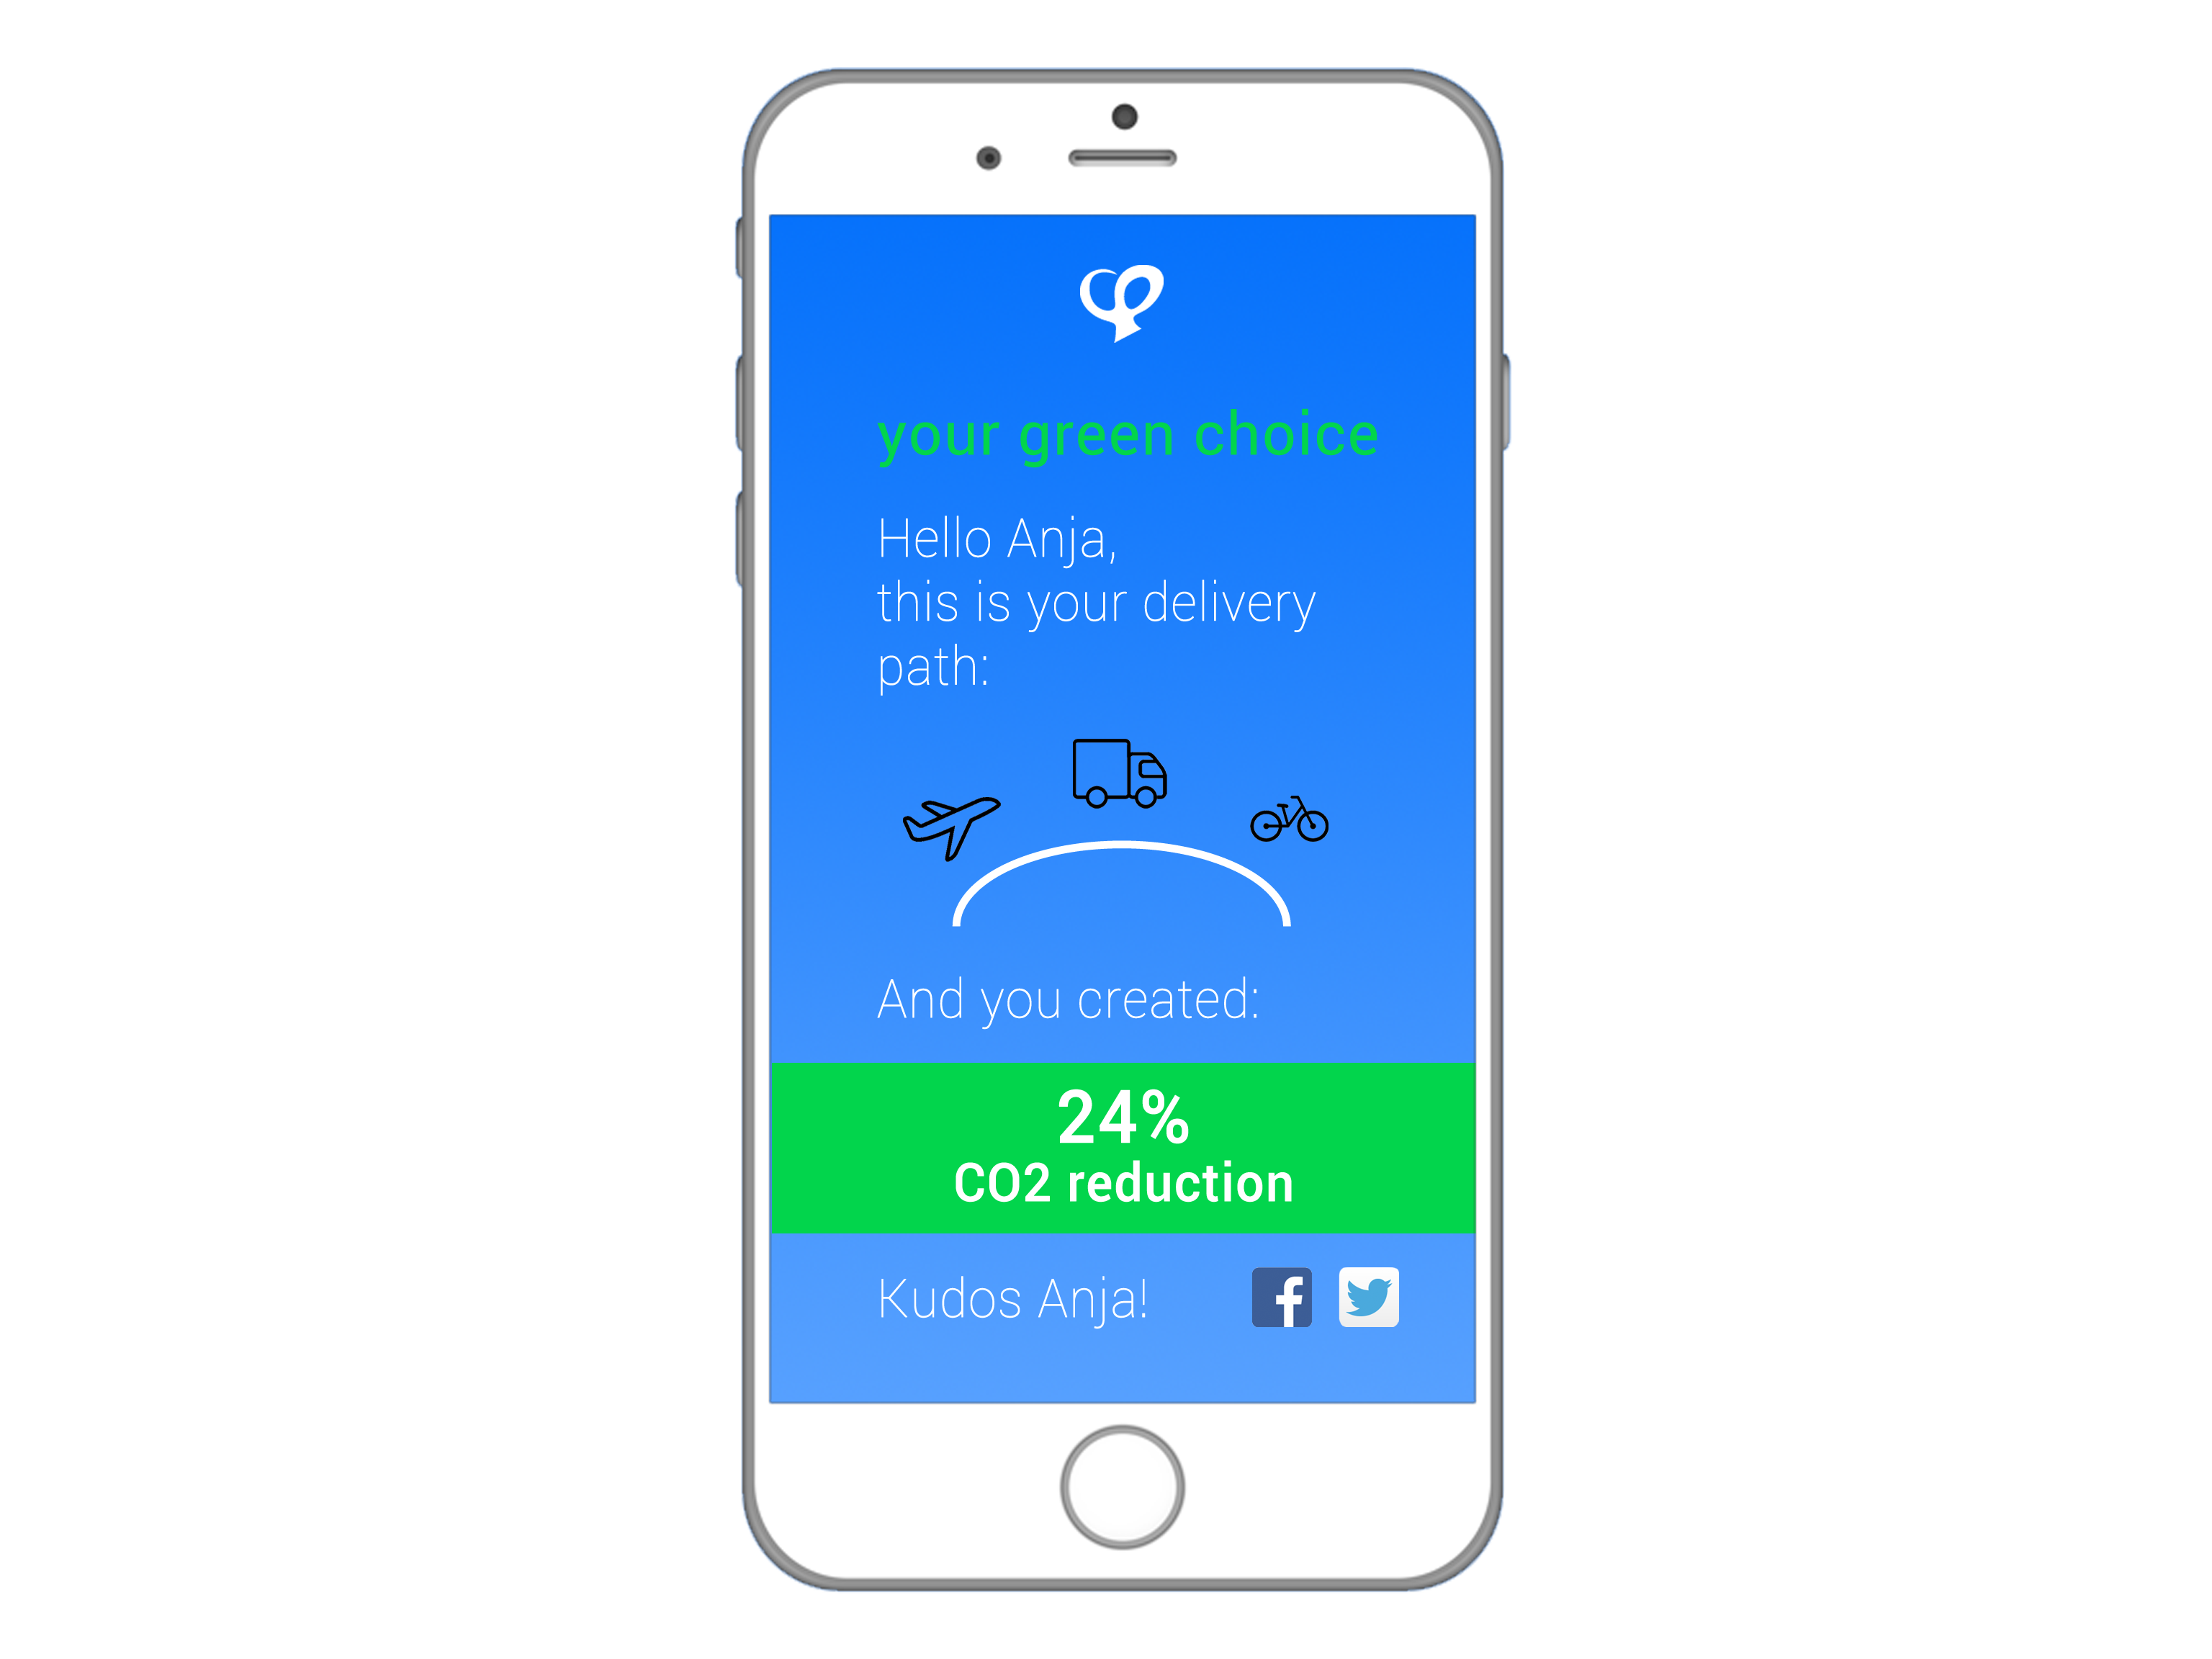 your green choice
Hello Anja,
this is your delivery
path:
And you created:
24%
CO2 reduction
Kudos Anja!